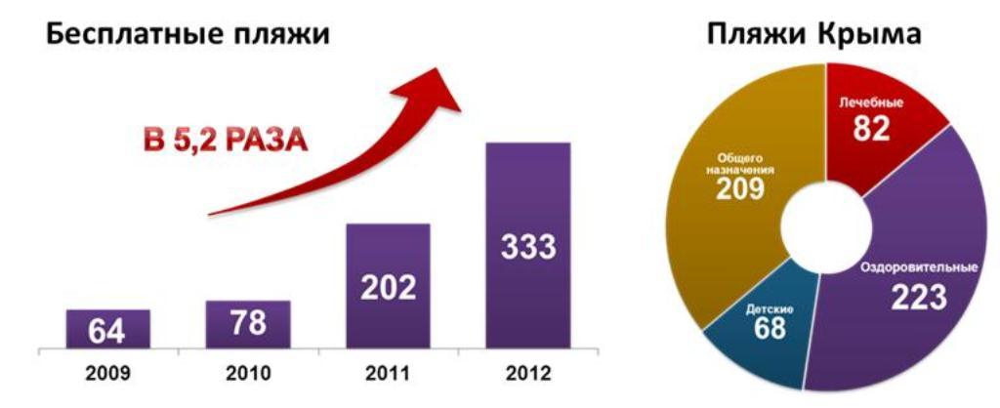 Бесплатные пляжи
В 5,2 РАЗА
64
78
202
333
2009
2010
2011
2012
Пляжи Крыма
Лечебные
82
Общего
назначения
209
Оздоровительные
223
Детские
68